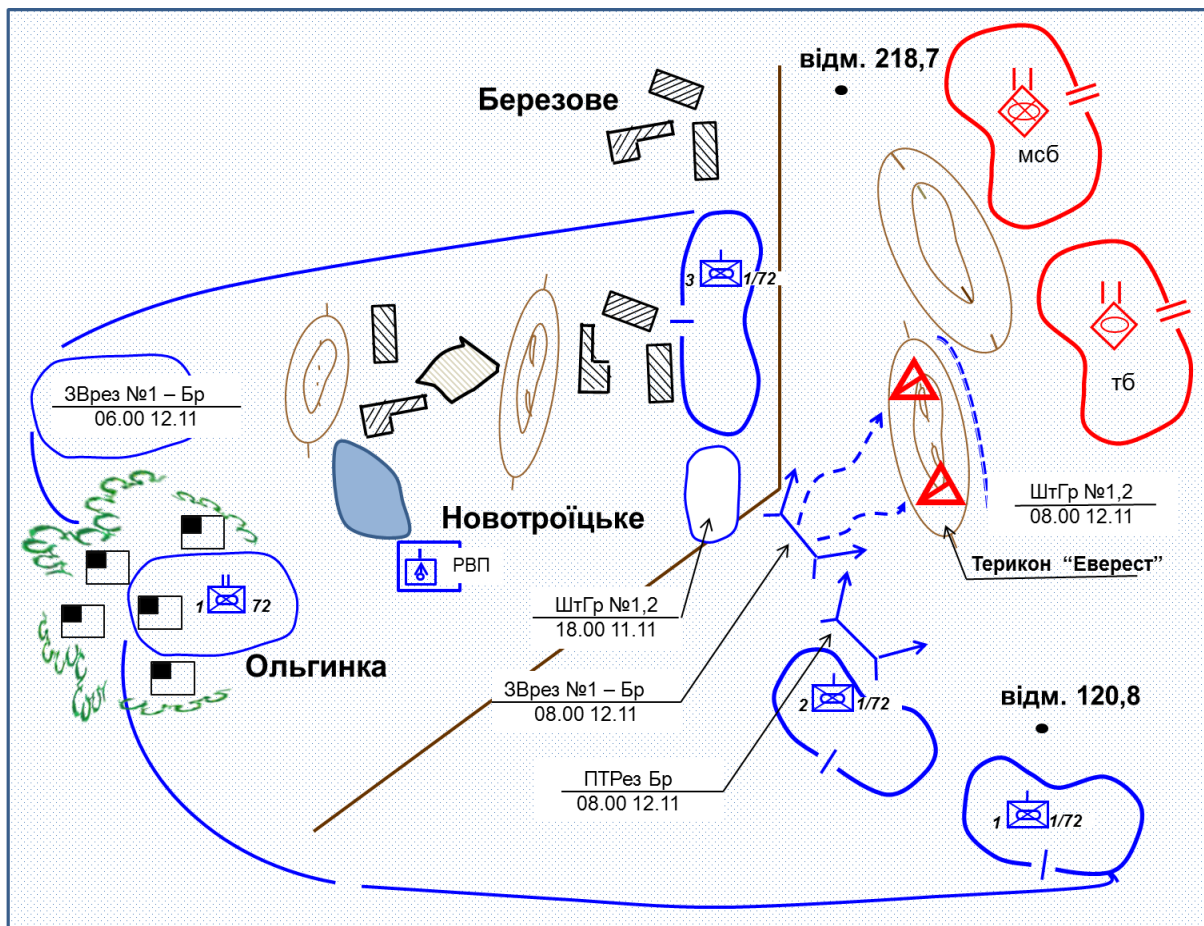 відм. 218,7
Березове
мсб
3 1/72
тб
ЗВрез №1 – Бр
06.00 12.11
ШтГр №1,2
08.00 12.11
Новотроїцьке
РВП
Терикон “Еверест”
1 72
ШтГр №1,2
18.00 11.11
Ольгинка
ЗВрез №1 – Бр
08.00 12.11
2 1/72
відм. 120,8
ПТРез Бр
08.00 12.11
1 1/72